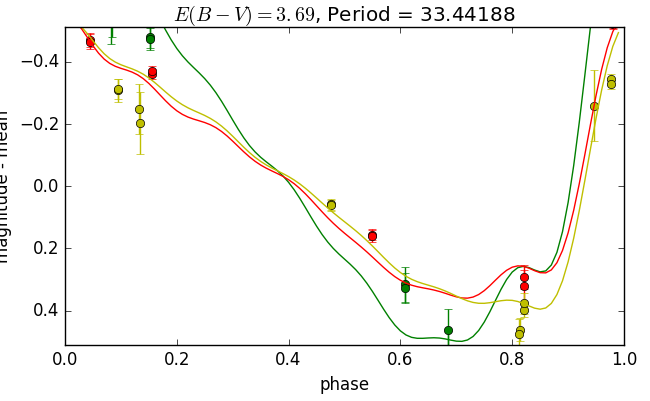 E(B − V) = 3.69, Period = 33.44188
−0.4
−0.2
0.0
0.2
0.4
magnitude - mean
0.0 0.2 0.4 0.6 0.8 1.0
phase